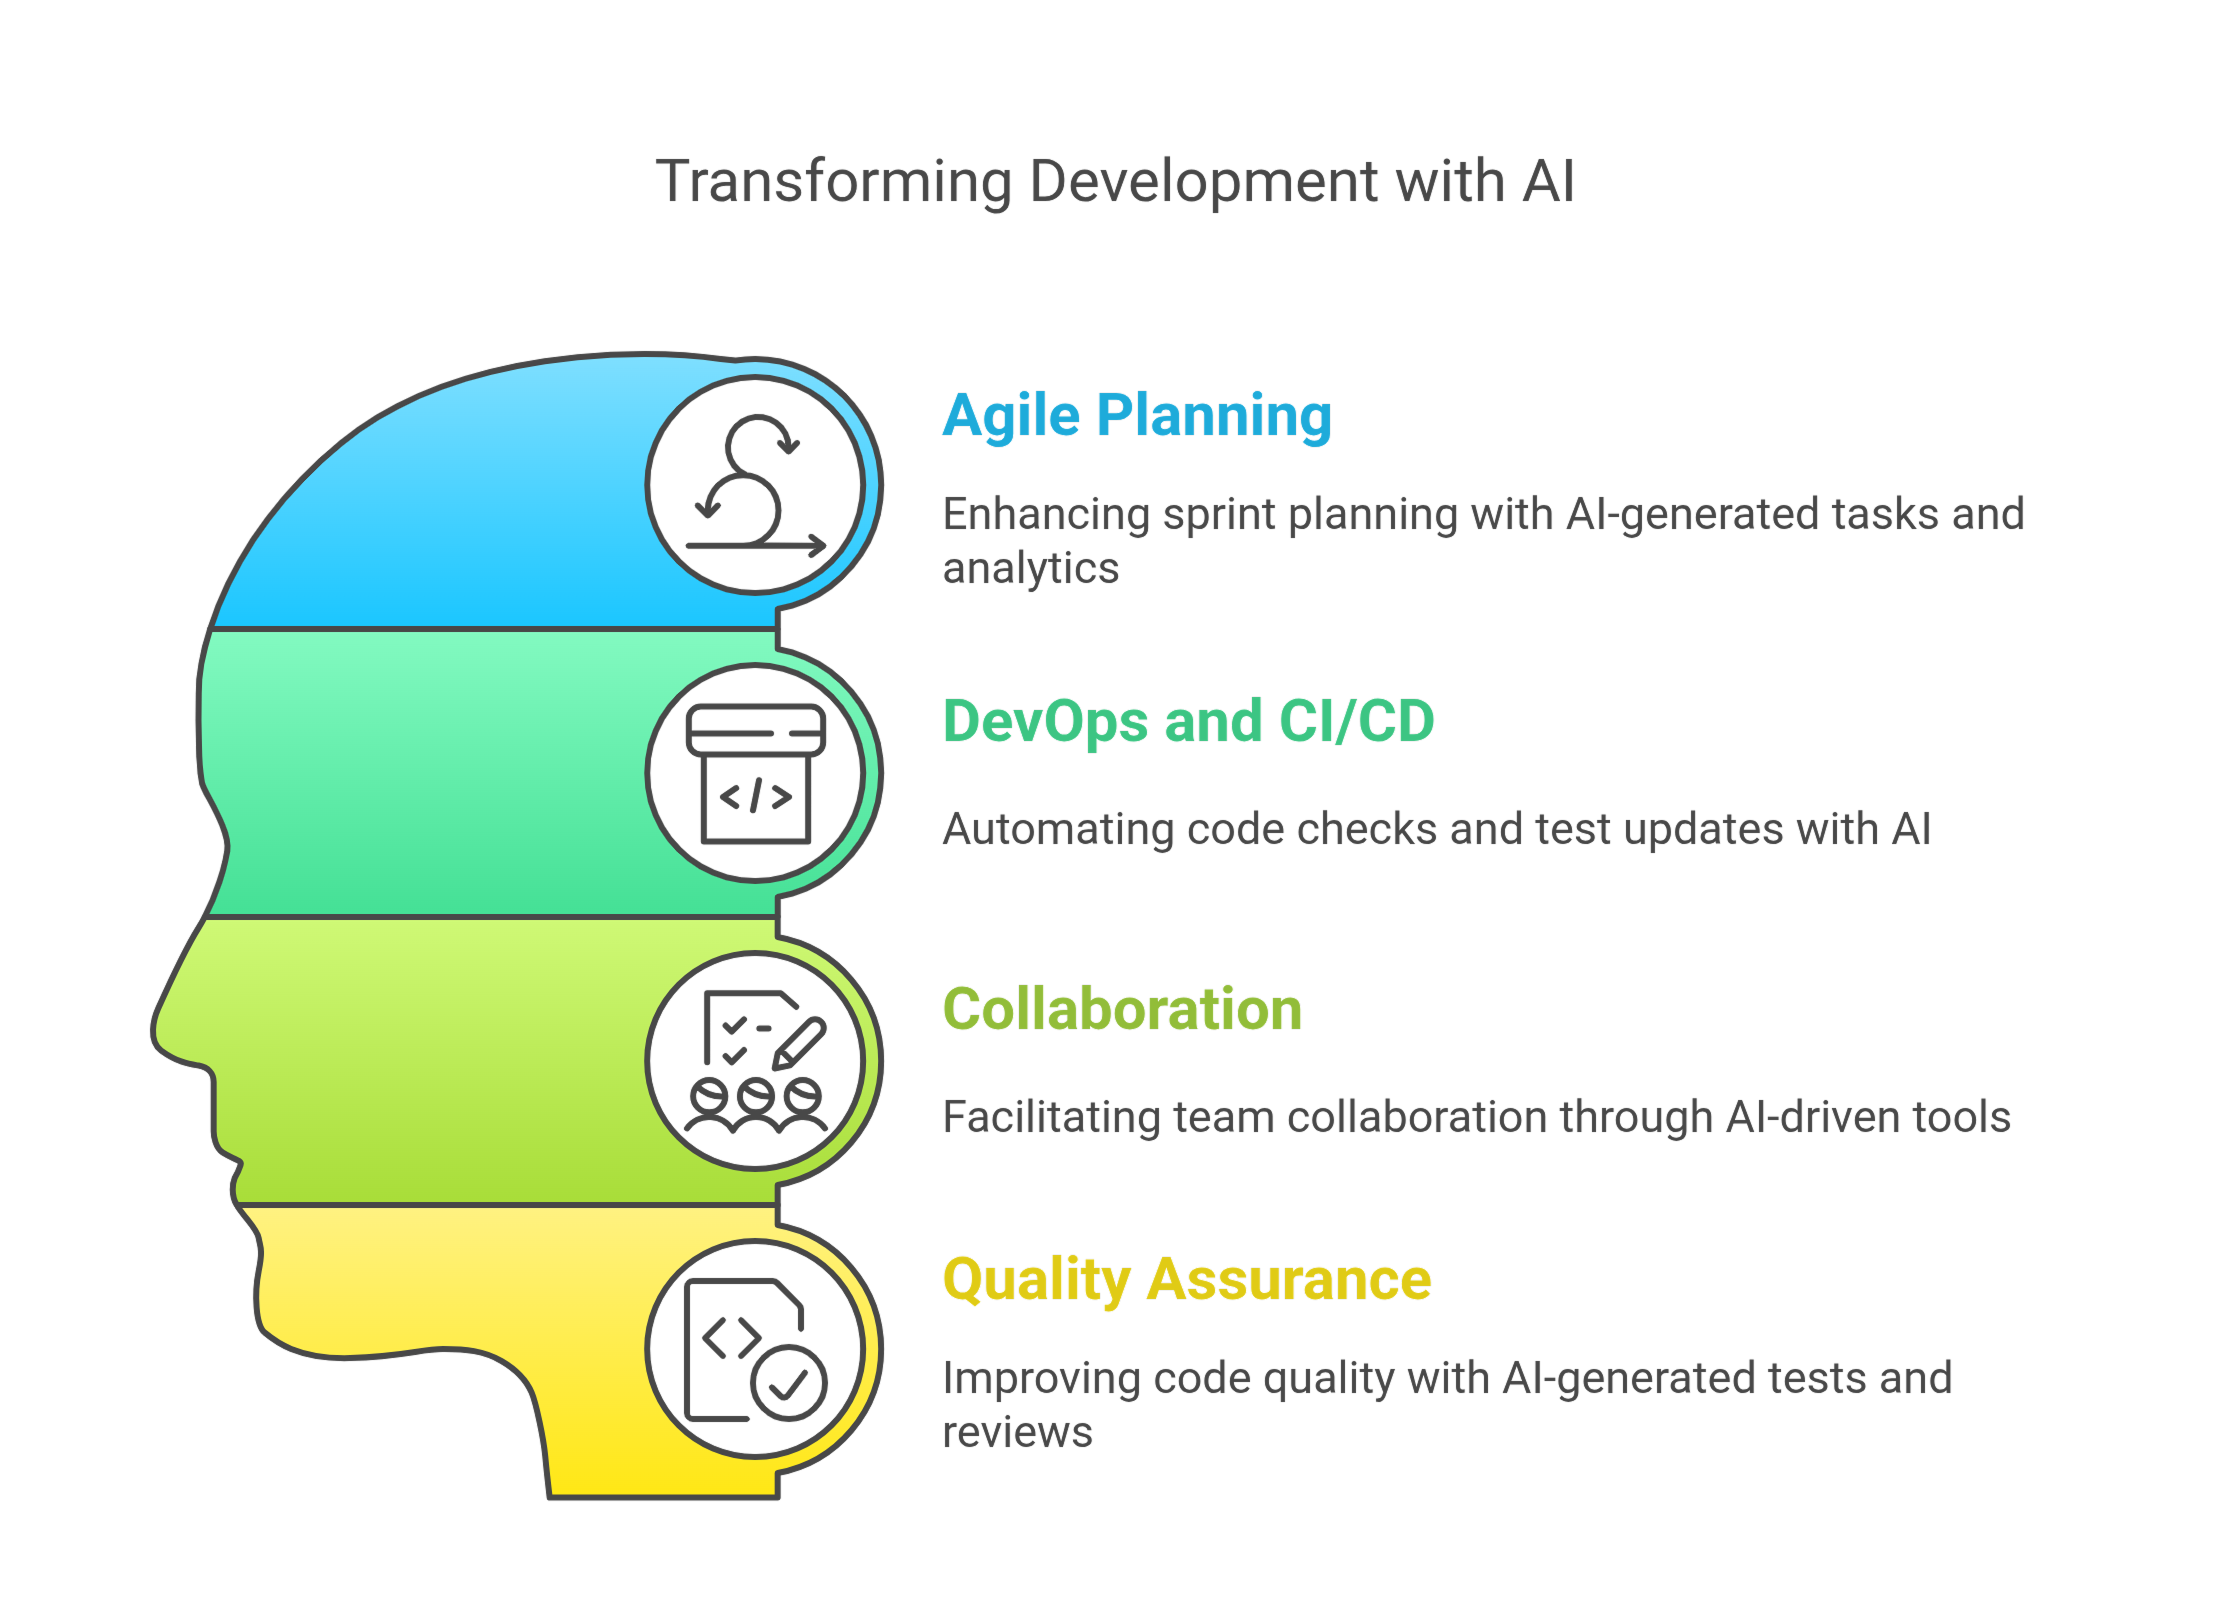 Transforming Development with AI
Agile Planning
Enhancing sprint planning with AI-generated tasks and
analytics
DevOps and CI/CD
Automating code checks and test updates with AI
Collaboration
Facilitating team collaboration through AI-driven tools
Quality Assurance
Improving code quality with AI-generated tests and
reviews